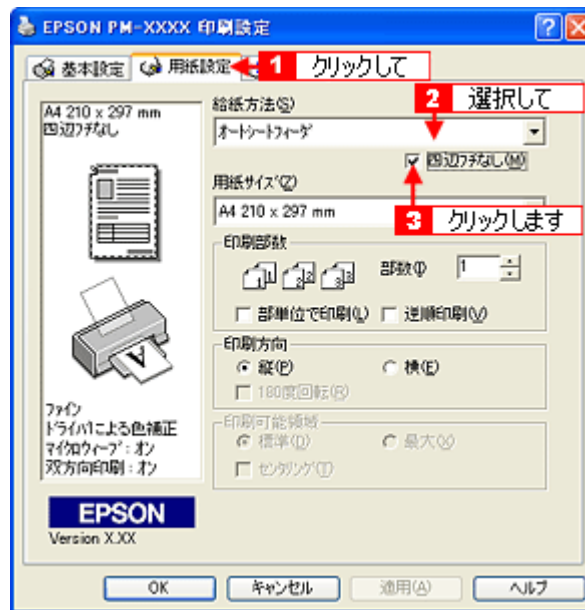 EPSON PM-XXXX 印刷設定
基本設定 用紙設定 1 クリックして
A4 210 x 297 mm
四辺フチなし
給紙方法(S)
2 選択して
オートシートフィーダ
四辺フチなし(M)
用紙サイズ(Z)
A4 210 x 297 mm
3 クリックします
印刷部数
部数(I) 1
部単位で印刷(L) 逆順印刷(V)
印刷方向
縦(P) 横(E)
180度回転(R)
印刷可能領域
標準(D) 最大(X)
センタリング(T)
ファイン
ドライバによる色補正
マイクロウィーブ:オン
双方向印刷:オン
EPSON
Version X.XX
OK キャンセル 適用(A) ヘルプ